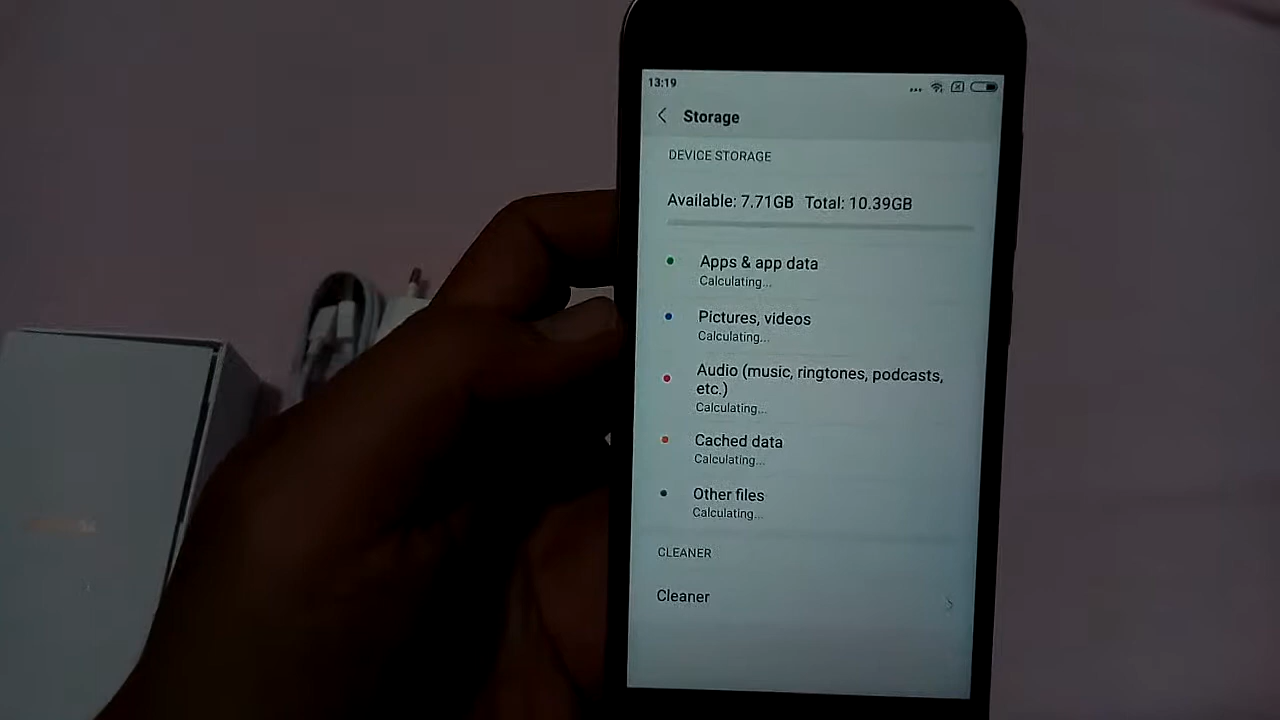 13:19
Storage
DEVICE STORAGE
Available: 7.71GB Total: 10.39GB
Apps & app data
Calculating...
Pictures, videos
Calculating...
Audio (music, ringtones, podcasts,
etc.)
Calculating...
Cached data
Calculating...
Other files
Calculating...
CLEANER
Cleaner